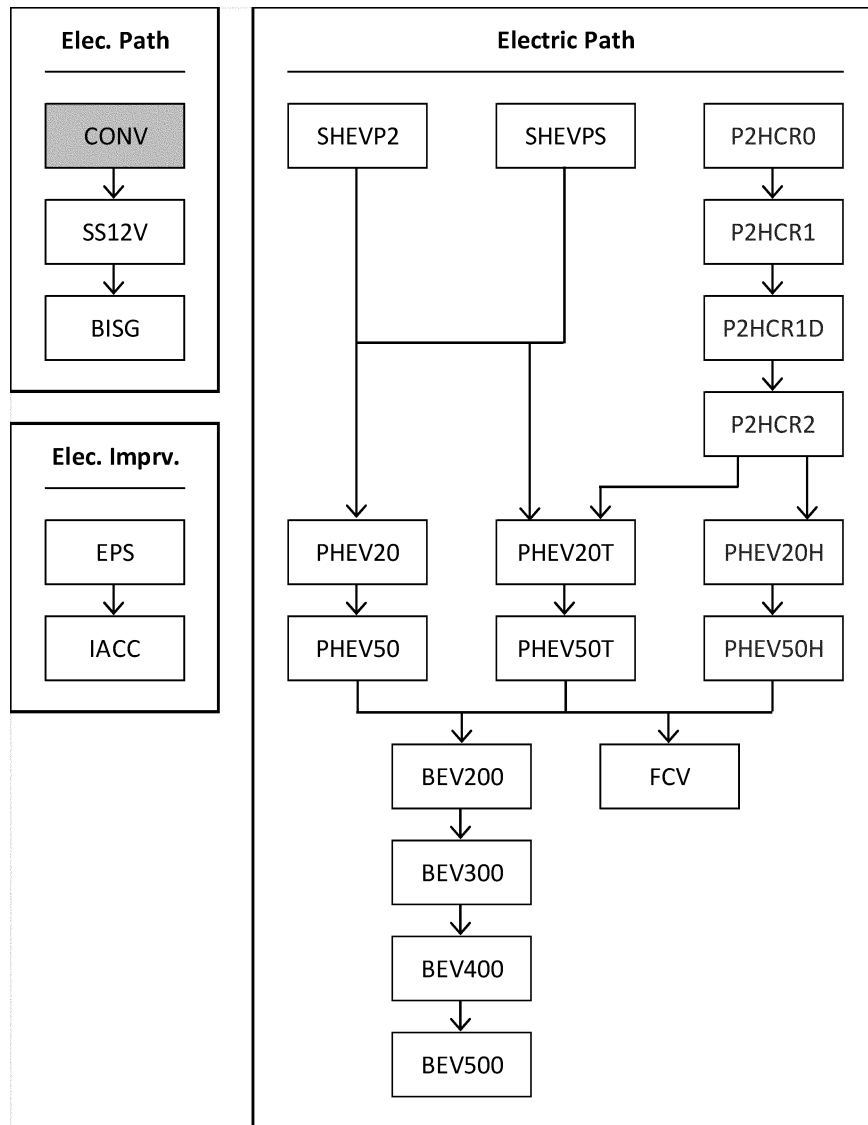 Elec. Path
CONV
SS12V
BISG
Elec. Imprv.
EPS
IACC
Electric Path
SHEVP2
SHEVPS
P2HCR0
P2HCR1
P2HCR1D
P2HCR2
PHEV20
PHEV20T
PHEV20H
PHEV50
PHEV50T
PHEV50H
BEV200
FCV
BEV300
BEV400
BEV500